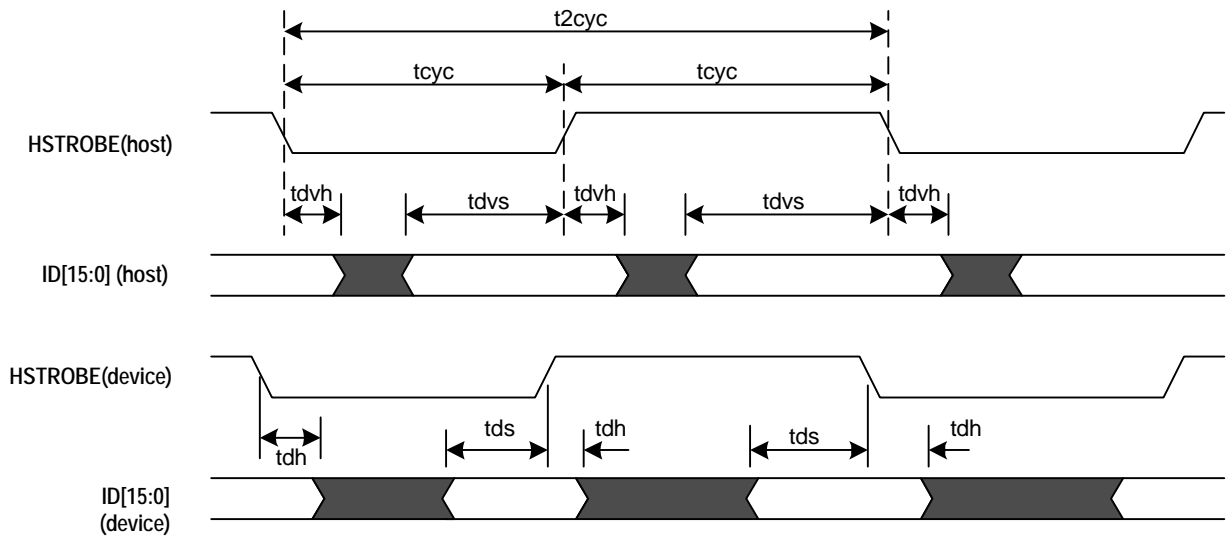 t2cyc
tcyc tcyc
HSTROBE(host)
tdvh tdvs tdvh tdvs tdvh
ID[15:0] (host)
HSTROBE(device)
tdh tds tdh tds tdh
ID[15:0]
(device)